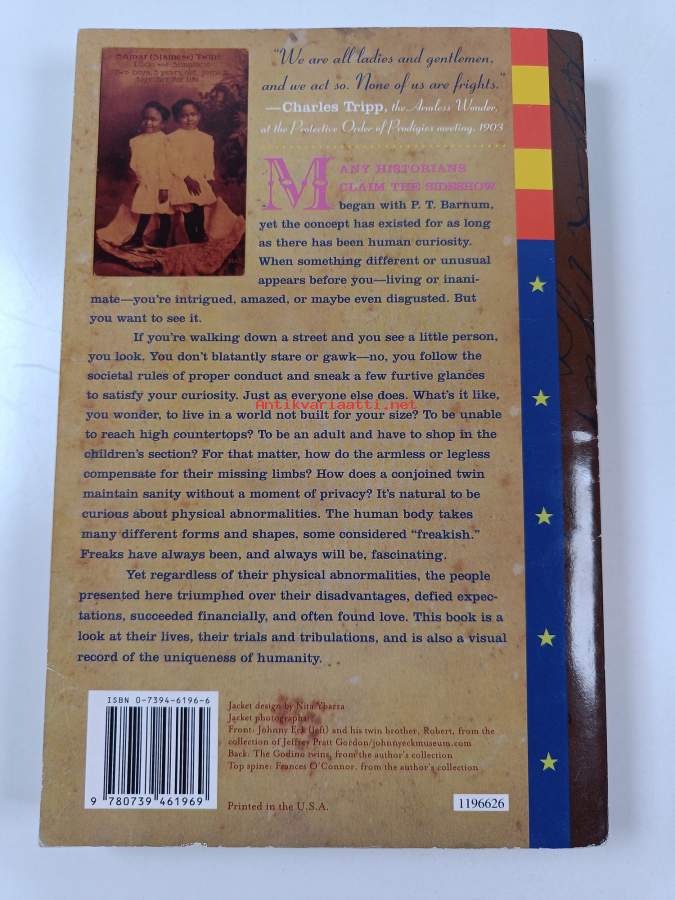 Samar (Siamese) Twins
Lucio and Simplicio
Two boys, 3 years old, joined
together for life
"We are all ladies and gentlemen,
and we act so. None of us are frights."
—Charles Tripp, the Armless Wonder,
at the Protective Order of Prodigies meeting, 1903
MANY HISTORIANS
CLAIM THE SIDESHOW
began with P. T. Barnum,
yet the concept has existed for as long
as there has been human curiosity.
When something different or unusual
appears before you—living or inani-
mate—you're intrigued, amazed, or maybe even disgusted. But
you want to see it.
If you're walking down a street and you see a little person,
you look. You don't blatantly stare or gawk—no, you follow the
societal rules of proper conduct and sneak a few furtive glances
to satisfy your curiosity. Just as everyone else does. What's it like,
Antikvariaatti.net
you wonder, to live in a world not built for your size? To be unable
to reach high countertops? To be an adult and have to shop in the
children's section? For that matter, how do the armless or legless
compensate for their missing limbs? How does a conjoined twin
maintain sanity without a moment of privacy? It's natural to be
curious about physical abnormalities. The human body takes
many different forms and shapes, some considered "freakish."
Freaks have always been, and always will be, fascinating.
Yet regardless of their physical abnormalities, the people
presented here triumphed over their disadvantages, defied expec-
tations, succeeded financially, and often found love. This book is a
look at their lives, their trials and tribulations, and is also a visual
record of the uniqueness of humanity.
ISBN 0-7394-6196-6
9 780739 461969
Jacket design by Nita Ybarra
Jacket photographs:
Front: Johnny Eck (left) and his twin brother, Robert, from the
collection of Jeffrey Pratt Gordon/johnnyeckmuseum.com
Back: The Godino twins, from the author's collection
Top spine: Frances O'Connor, from the author's collection
Printed in the U.S.A.
1196626